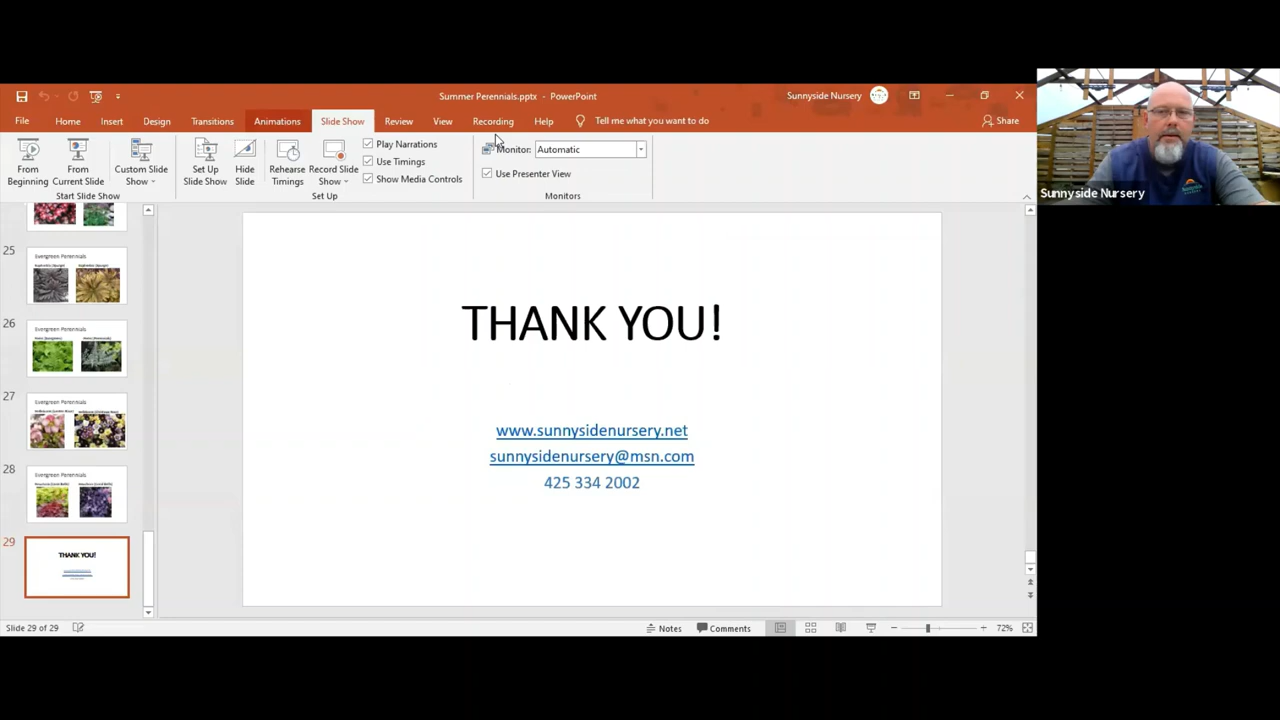 Summer Perennials.pptx - PowerPoint
Sunnyside Nursery
File Home Insert Design Transitions Animations Slide Show Review View Recording Help Tell me what you want to do Share
From Beginning
From Current Slide
Custom Slide Show
Set Up Slide Show
Hide Slide
Rehearse Timings
Record Slide Show
Play Narrations
Use Timings
Show Media Controls
Monitor: Automatic
Use Presenter View
Start Slide Show
Set Up
Monitors
Sunnyside Nursery
25
Evergreen Perennials
26
Evergreen Perennials
27
Evergreen Perennials
28
Evergreen Perennials
29
THANK YOU!
THANK YOU!
www.sunnysidenursery.net
sunnysidenursery@msn.com
425 334 2002
Slide 29 of 29
Notes
Comments
72%